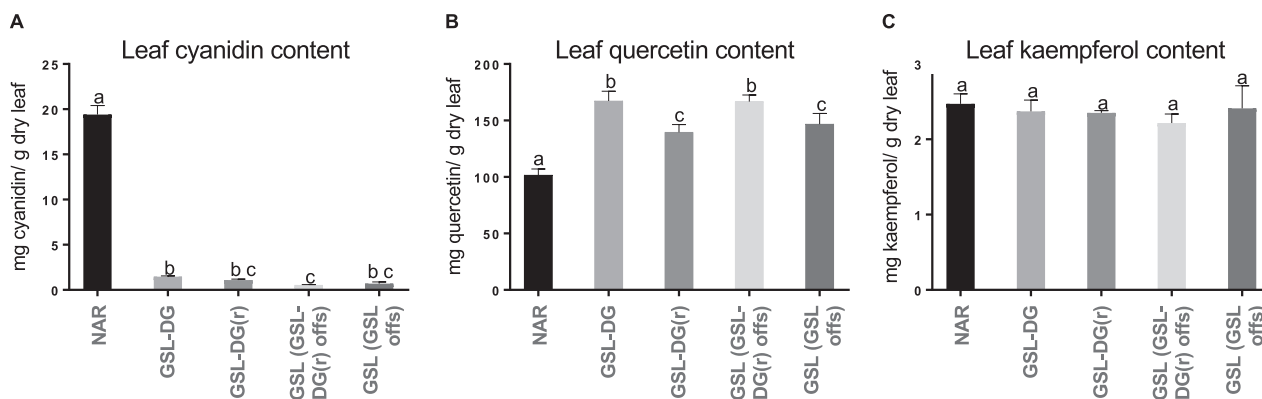 A
Leaf cyanidin content
mg cyanidin/ g dry leaf
25
20
15
10
5
0
a
b
b c
c
b c
NAR
GSL-DG
GSL-DG(r)
GSL (GSL-
DG(r) offs)
GSL (GSL
offs)
B
Leaf quercetin content
mg quercetin/ g dry leaf
200
150
100
50
0
a
b
c
b
c
NAR
GSL-DG
GSL-DG(r)
GSL (GSL-
DG(r) offs)
GSL (GSL
offs)
C
Leaf kaempferol content
mg kaempferol/ g dry leaf
3
2
1
0
a
a
a
a
a
NAR
GSL-DG
GSL-DG(r)
GSL (GSL-
DG(r) offs)
GSL (GSL
offs)